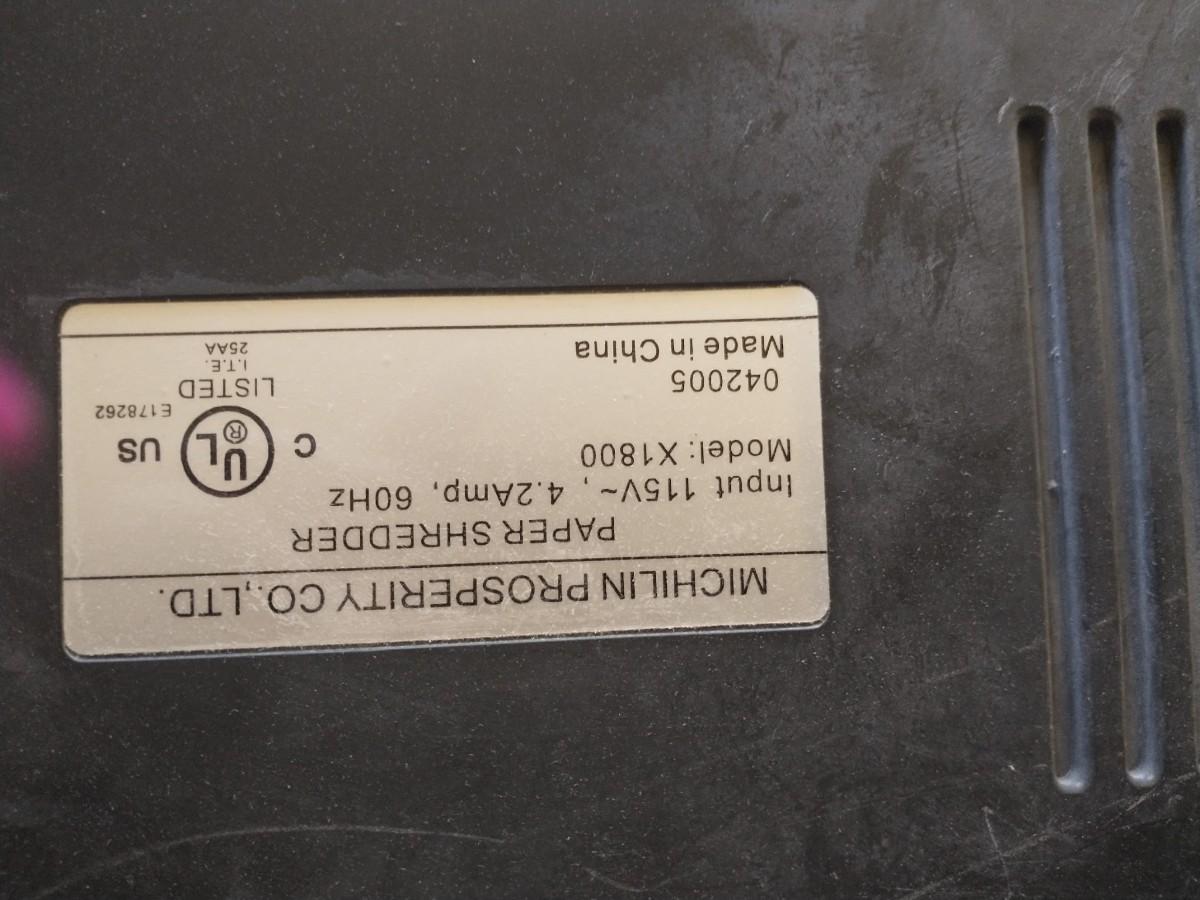 MICHILIN PROSPERITY CO.,LTD.
PAPER SHREDDER
Input 115V~, 4.2Amp, 60Hz
Model: X1800
C UL® US
E178262
LISTED
I.T.E.
25AA
042005
Made in China